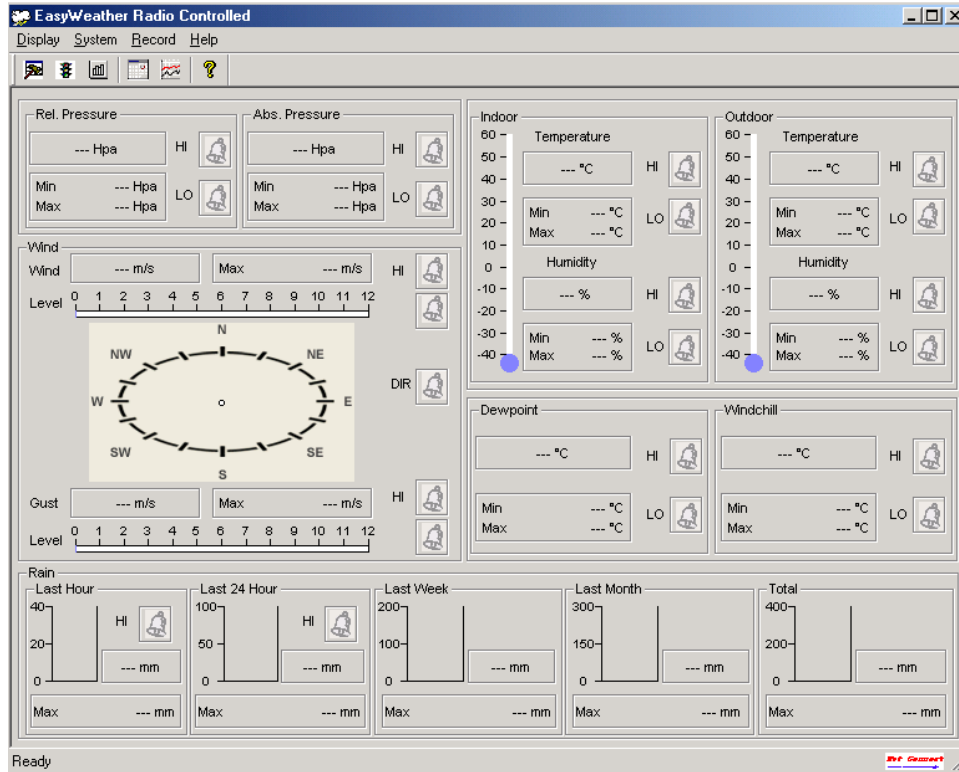 EasyWeather Radio Controlled
Display System Record Help
Rel. Pressure
--- Hpa
HI
Min --- Hpa
Max --- Hpa
LO
Abs. Pressure
--- Hpa
HI
Min --- Hpa
Max --- Hpa
LO
Wind
Wind --- m/s Max --- m/s HI
Level 0 1 2 3 4 5 6 7 8 9 10 11 12
N
NW NE
W E
SW SE
S
DIR
Gust --- m/s Max --- m/s HI
Level 0 1 2 3 4 5 6 7 8 9 10 11 12
Indoor
60
50
40
30
20
10
0
-10
-20
-30
-40
Temperature
--- °C
HI
Min --- °C
Max --- °C
LO
Humidity
--- %
HI
Min --- %
Max --- %
LO
Outdoor
60
50
40
30
20
10
0
-10
-20
-30
-40
Temperature
--- °C
HI
Min --- °C
Max --- °C
LO
Humidity
--- %
HI
Min --- %
Max --- %
LO
Dewpoint
--- °C
HI
Min --- °C
Max --- °C
LO
Windchill
--- °C
HI
Min --- °C
Max --- °C
LO
Rain
Last Hour
40
20
0
HI
--- mm
Max --- mm
Last 24 Hour
100
50
0
HI
--- mm
Max --- mm
Last Week
200
100
0
--- mm
Max --- mm
Last Month
300
150
0
--- mm
Max --- mm
Total
400
200
0
--- mm
Max --- mm
Ready
Not Connect